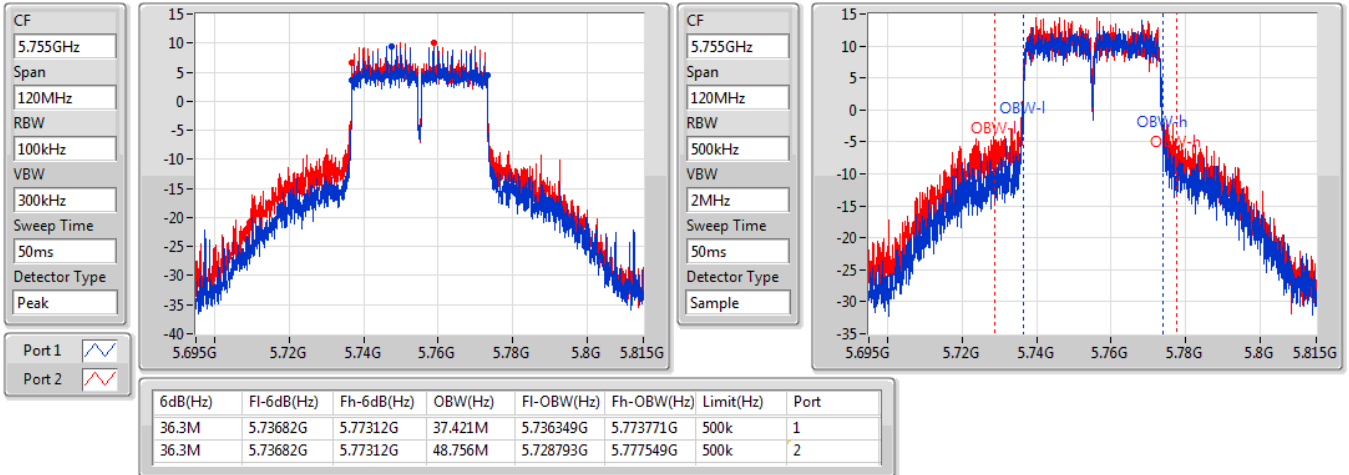 CF
5.755GHz
Span
120MHz
RBW
100kHz
VBW
300kHz
Sweep Time
50ms
Detector Type
Peak
Port 1
Port 2
15
10
5
0
-5
-10
-15
-20
-25
-30
-35
-40
5.695G 5.72G 5.74G 5.76G 5.78G 5.8G 5.815G
CF
5.755GHz
Span
120MHz
RBW
500kHz
VBW
2MHz
Sweep Time
50ms
Detector Type
Sample
15
10
5
0
-5
-10
-15
-20
-25
-30
-35
OBW-l
OBW-h
OBW-l
OBW-h
5.695G 5.72G 5.74G 5.76G 5.78G 5.8G 5.815G
6dB(Hz) Fl-6dB(Hz) Fh-6dB(Hz) OBW(Hz) Fl-OBW(Hz) Fh-OBW(Hz) Limit(Hz) Port
36.3M 5.73682G 5.77312G 37.421M 5.736349G 5.773771G 500k 1
36.3M 5.73682G 5.77312G 48.756M 5.728793G 5.777549G 500k 2